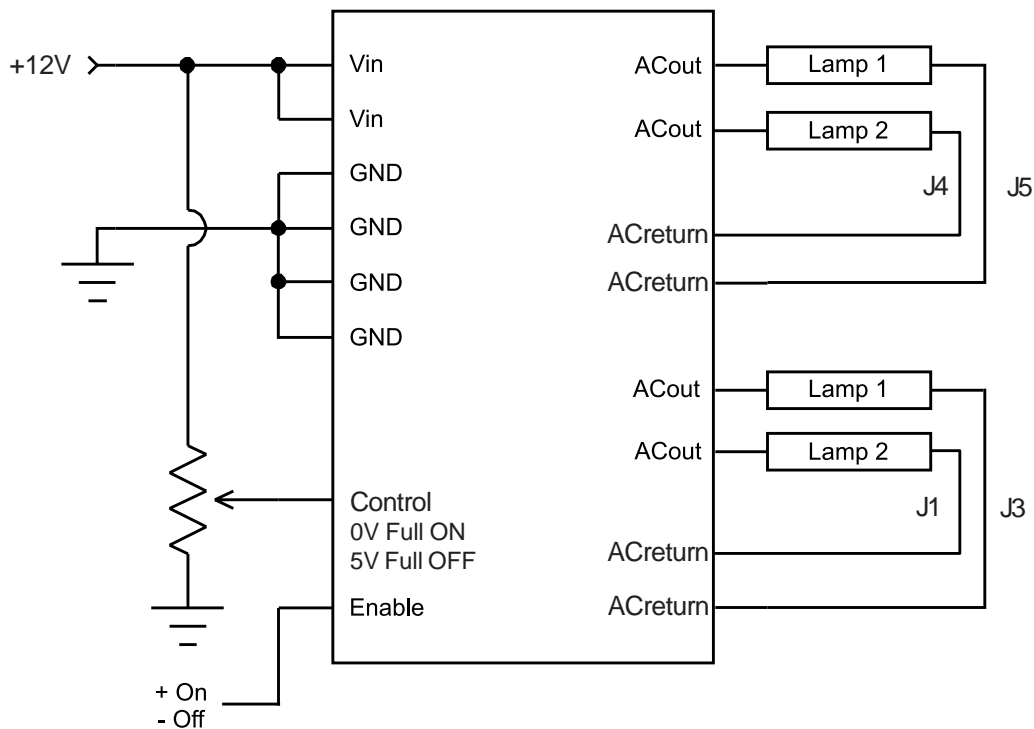 +12V
Vin
Vin
GND
GND
GND
GND
Control
0V Full ON
5V Full OFF
Enable
+ On
- Off
ACout
Lamp 1
ACout
Lamp 2
J4
J5
ACreturn
ACreturn
ACout
Lamp 1
ACout
Lamp 2
J1
J3
ACreturn
ACreturn